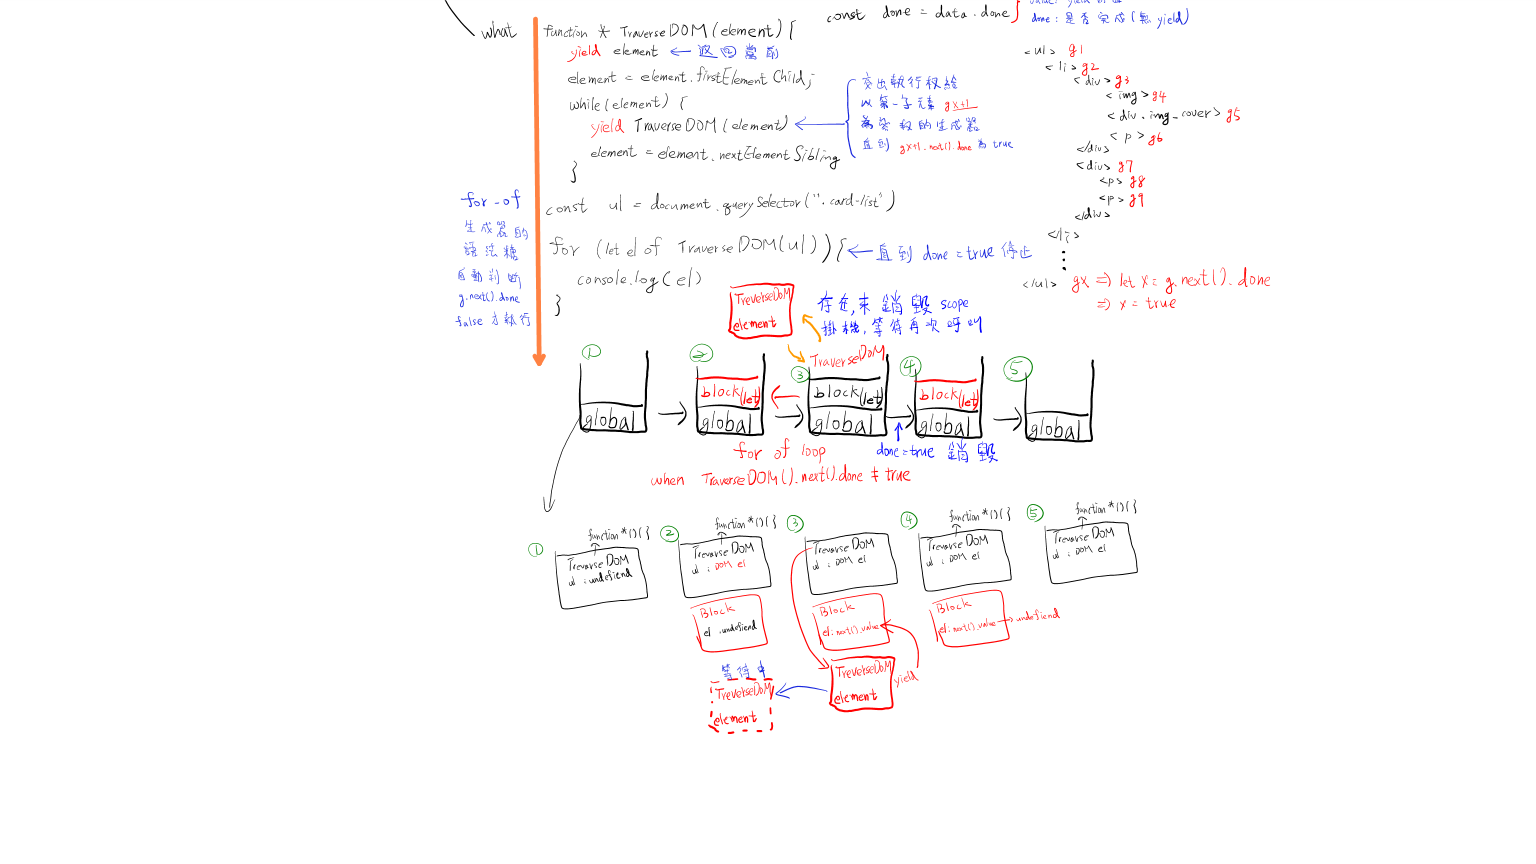 what
function * TraverseDOM(element){
yield element ← 返回當前
element = element.firstElementChild;
while(element) {
yield TraverseDOM(element)
element = element.nextElementSibling
}
交出執行权給
以第一子元素 gx+1
為参數的生成器
直到 gx+1.next().done 為 true
const ul = document.querySelector(".card-list")
for (let el of TraverseDOM(ul)){ ← 直到 done = true 停止
console.log(el)
}
const done = data.done
done : 是否完成(無 yield)
<ul> g1
<li> g2
<div> g3
<img> g4
<div.img_cover> g5
<p> g6
</div>
<div> g7
<p> g8
<p> g9
</div>
</li>
</ul>
gx ⇒ let x = g.next().done
⇒ x = true
for-of
生成器的
語法糖
自動判斷
g.next().done
false 才執行
TreverseDOM
element
存在,未銷毀 scope
掛機,等待再次呼叫
①
global
②
block(let)
global
③
TraverseDOM
block(let)
global
④
block(let)
global
⑤
global
for of loop
when TraverseDOM().next().done ≠ true
done=true 銷毀
①
function*(){}
TreverseDOM
ul : undefiend
②
function*(){}
TreverseDOM
ul : DOM el
Block
el : undefiend
③
TreverseDOM
ul : DOM el
Block
el: next().value
TreverseDOM
element
yield
等待中
TreverseDOM
element
④
function*(){}
TreverseDOM
ul : DOM el
Block
el: next().value → undefiend
⑤
function*(){}
TreverseDOM
ul : DOM el